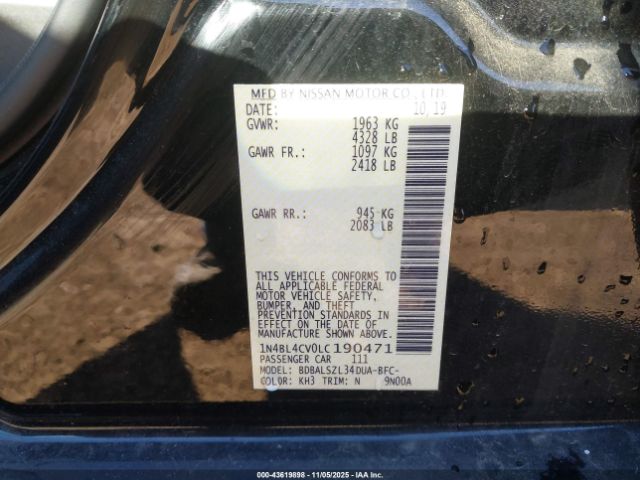 MFD BY NISSAN MOTOR CO., LTD.
DATE: 10,19
GVWR: 1963 KG
4328 LB
GAWR FR: 1097 KG
2418 LB
GAWR RR: 945 KG
2083 LB
THIS VEHICLE CONFORMS TO
ALL APPLICABLE FEDERAL
MOTOR VEHICLE SAFETY,
BUMPER, AND THEFT
PREVENTION STANDARDS IN
EFFECT ON THE DATE OF
MANUFACTURE SHOWN ABOVE.
1N4BL4CV0LC190471
PASSENGER CAR 111
MODEL: BDBALSZL34DUA-BFC-
COLOR: KH3 TRIM: N 9N00A
000-43619898 - 11/05/2025 - IAA Inc.